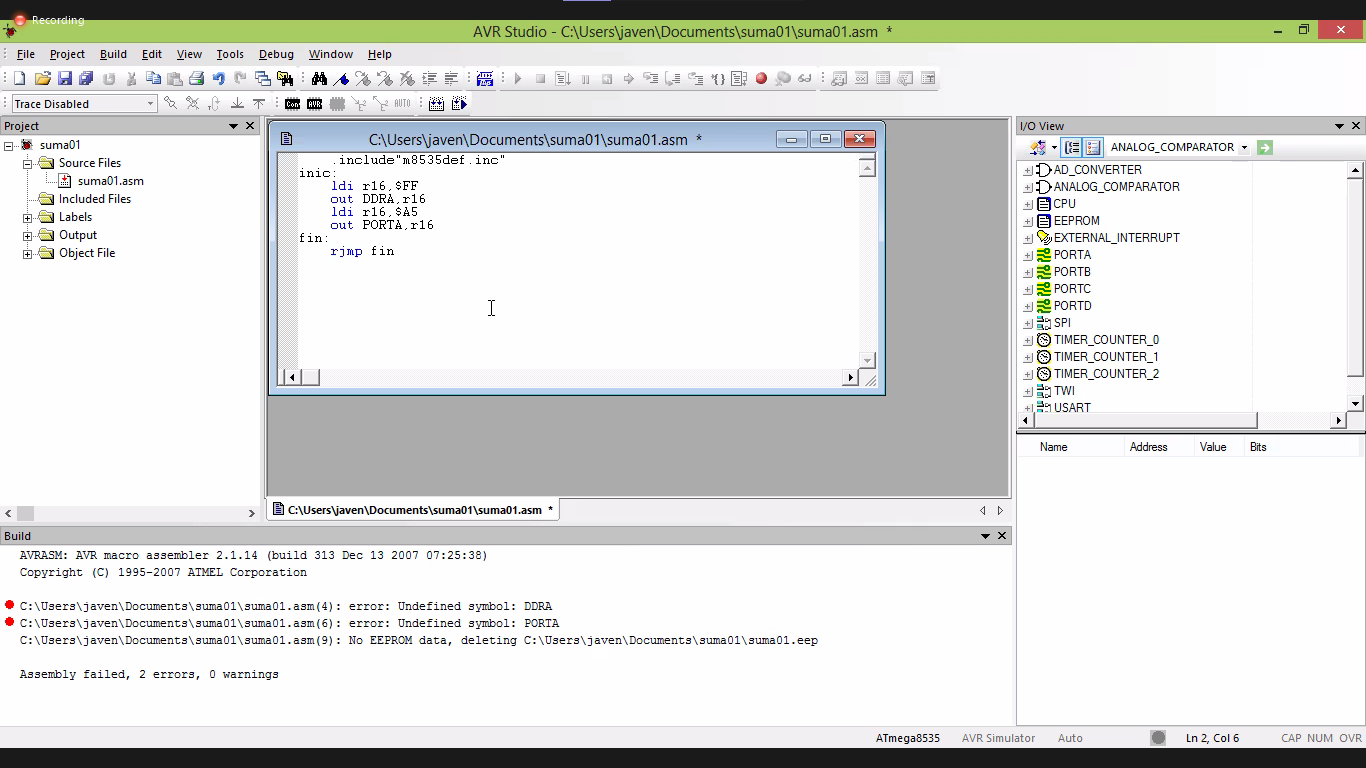 Recording
AVR Studio - C:\Users\javen\Documents\suma01\suma01.asm *
File Project Build Edit View Tools Debug Window Help
Trace Disabled
Con AVR AUTO
Project
suma01
Source Files
suma01.asm
Included Files
Labels
Output
Object File
C:\Users\javen\Documents\suma01\suma01.asm *
.include"m8535def.inc"
inic:
ldi r16,$FF
out DDRA,r16
ldi r16,$A5
out PORTA,r16
fin:
rjmp fin
C:\Users\javen\Documents\suma01\suma01.asm *
I/O View
ANALOG_COMPARATOR
AD_CONVERTER
ANALOG_COMPARATOR
CPU
EEPROM
EXTERNAL_INTERRUPT
PORTA
PORTB
PORTC
PORTD
SPI
TIMER_COUNTER_0
TIMER_COUNTER_1
TIMER_COUNTER_2
TWI
USART
Name Address Value Bits
Build
AVRASM: AVR macro assembler 2.1.14 (build 313 Dec 13 2007 07:25:38)
Copyright (C) 1995-2007 ATMEL Corporation
C:\Users\javen\Documents\suma01\suma01.asm(4): error: Undefined symbol: DDRA
C:\Users\javen\Documents\suma01\suma01.asm(6): error: Undefined symbol: PORTA
C:\Users\javen\Documents\suma01\suma01.asm(9): No EEPROM data, deleting C:\Users\javen\Documents\suma01\suma01.eep
Assembly failed, 2 errors, 0 warnings
ATmega8535 AVR Simulator Auto Ln 2, Col 6 CAP NUM OVR